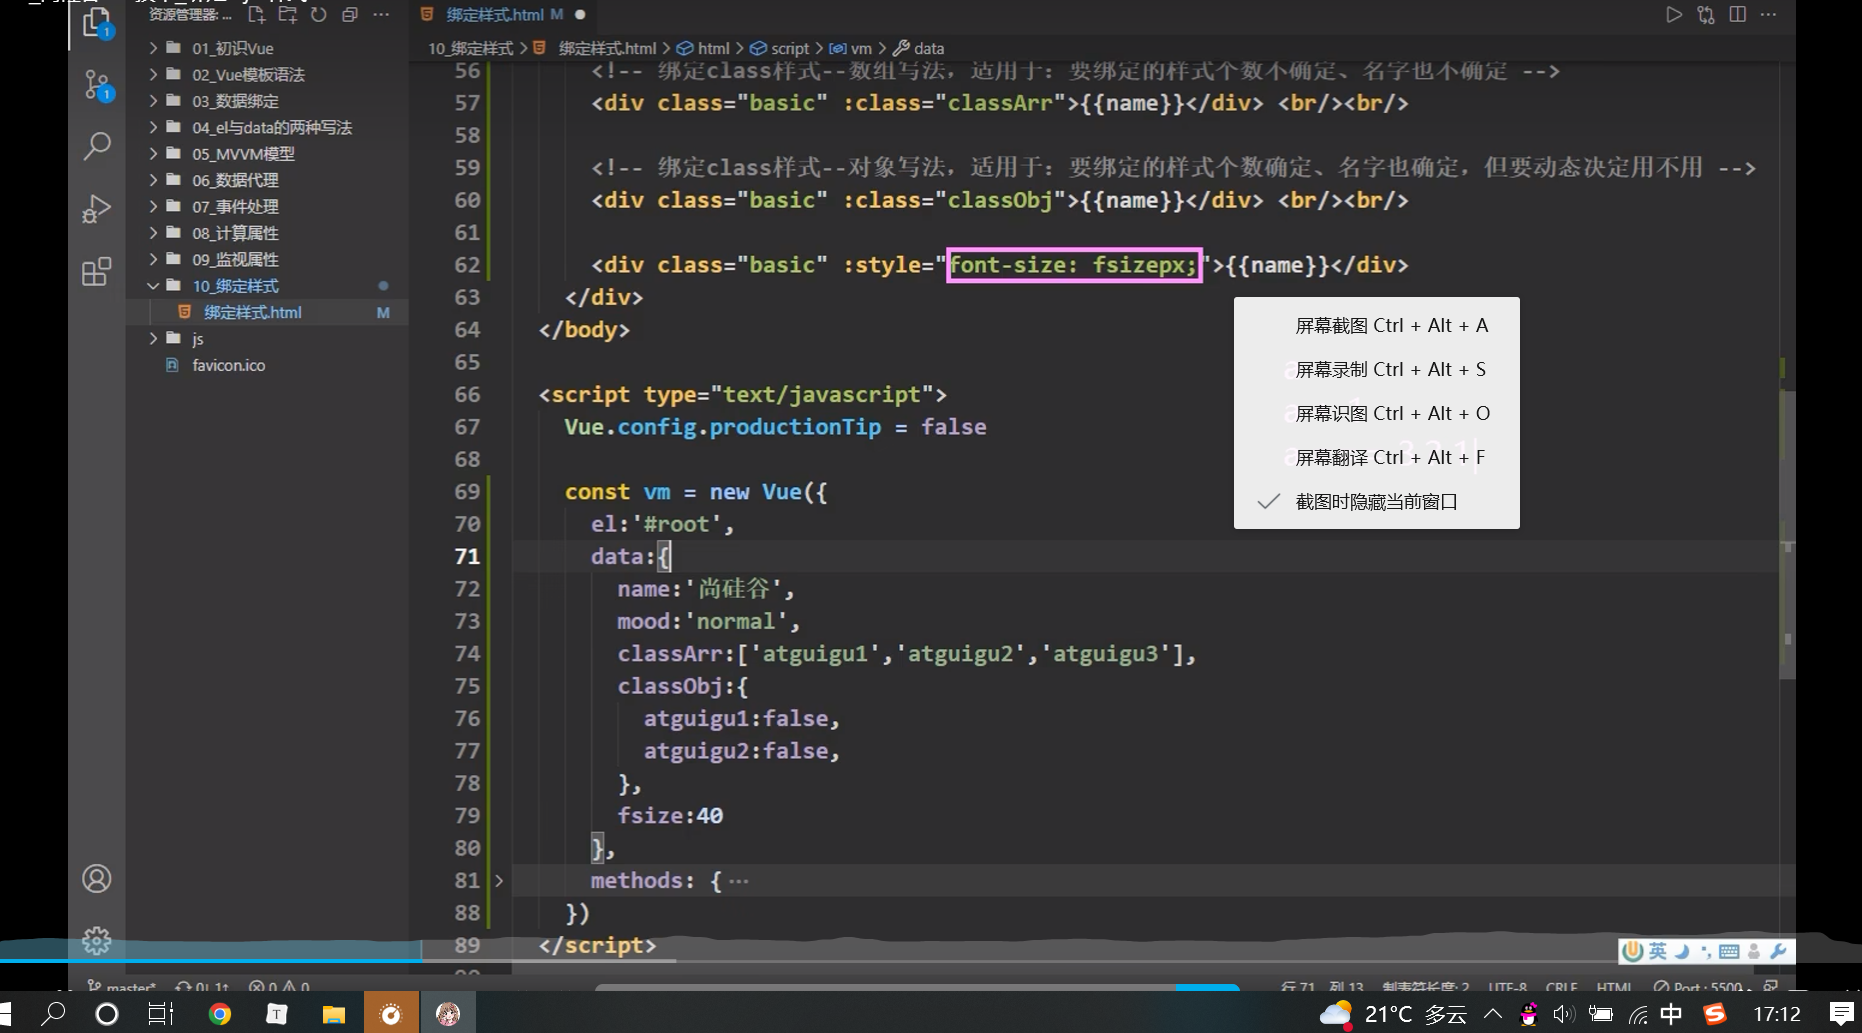 资源管理器: ...
绑定样式.html M
01_初识Vue
02_Vue模板语法
03_数据绑定
04_el与data的两种写法
05_MVVM模型
06_数据代理
07_事件处理
08_计算属性
09_监视属性
10_绑定样式
绑定样式.html M
js
favicon.ico
1
1
10_绑定样式 > 绑定样式.html > html > script > vm > data
56 <!-- 绑定class样式--数组写法，适用于：要绑定的样式个数不确定、名字也不确定 -->
57 <div class="basic" :class="classArr">{{name}}</div> <br/><br/>
58
59 <!-- 绑定class样式--对象写法，适用于：要绑定的样式个数确定、名字也确定，但要动态决定用不用 -->
60 <div class="basic" :class="classObj">{{name}}</div> <br/><br/>
61
62 <div class="basic" :style="font-size: fsizepx;">{{name}}</div>
63 </div>
64 </body>
65
66 <script type="text/javascript">
67 Vue.config.productionTip = false
68
69 const vm = new Vue({
70 el:'#root',
71 data:{
72 name:'尚硅谷',
73 mood:'normal',
74 classArr:['atguigu1','atguigu2','atguigu3'],
75 classObj:{
76 atguigu1:false,
77 atguigu2:false,
78 },
79 fsize:40
80 },
81 methods: {···
88 })
89 </script>
屏幕截图 Ctrl + Alt + A
屏幕录制 Ctrl + Alt + S
屏幕识图 Ctrl + Alt + O
屏幕翻译 Ctrl + Alt + F
截图时隐藏当前窗口
英
master* 0↓ 1↑ 0 0
行 71, 列 13 制表符长度: 2 UTF-8 CRLF HTML Port : 5500
21°C 多云 中 17:12